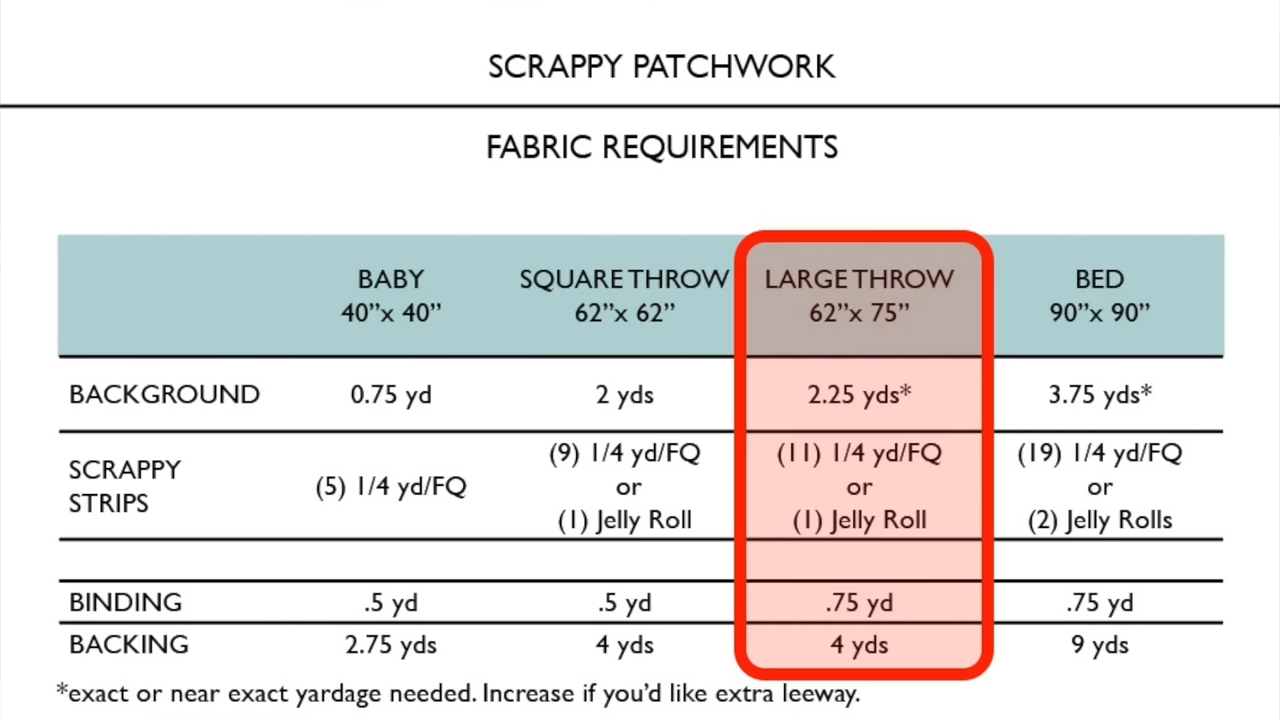 SCRAPPY PATCHWORK
FABRIC REQUIREMENTS
BABY SQUARE THROW LARGE THROW BED
40”x 40” 62”x 62” 62”x 75” 90”x 90”
BACKGROUND 0.75 yd 2 yds 2.25 yds* 3.75 yds*
SCRAPPY STRIPS (5) 1/4 yd/FQ (9) 1/4 yd/FQ or (1) Jelly Roll (11) 1/4 yd/FQ or (1) Jelly Roll (19) 1/4 yd/FQ or (2) Jelly Rolls
BINDING .5 yd .5 yd .75 yd .75 yd
BACKING 2.75 yds 4 yds 4 yds 9 yds
*exact or near exact yardage needed. Increase if you’d like extra leeway.